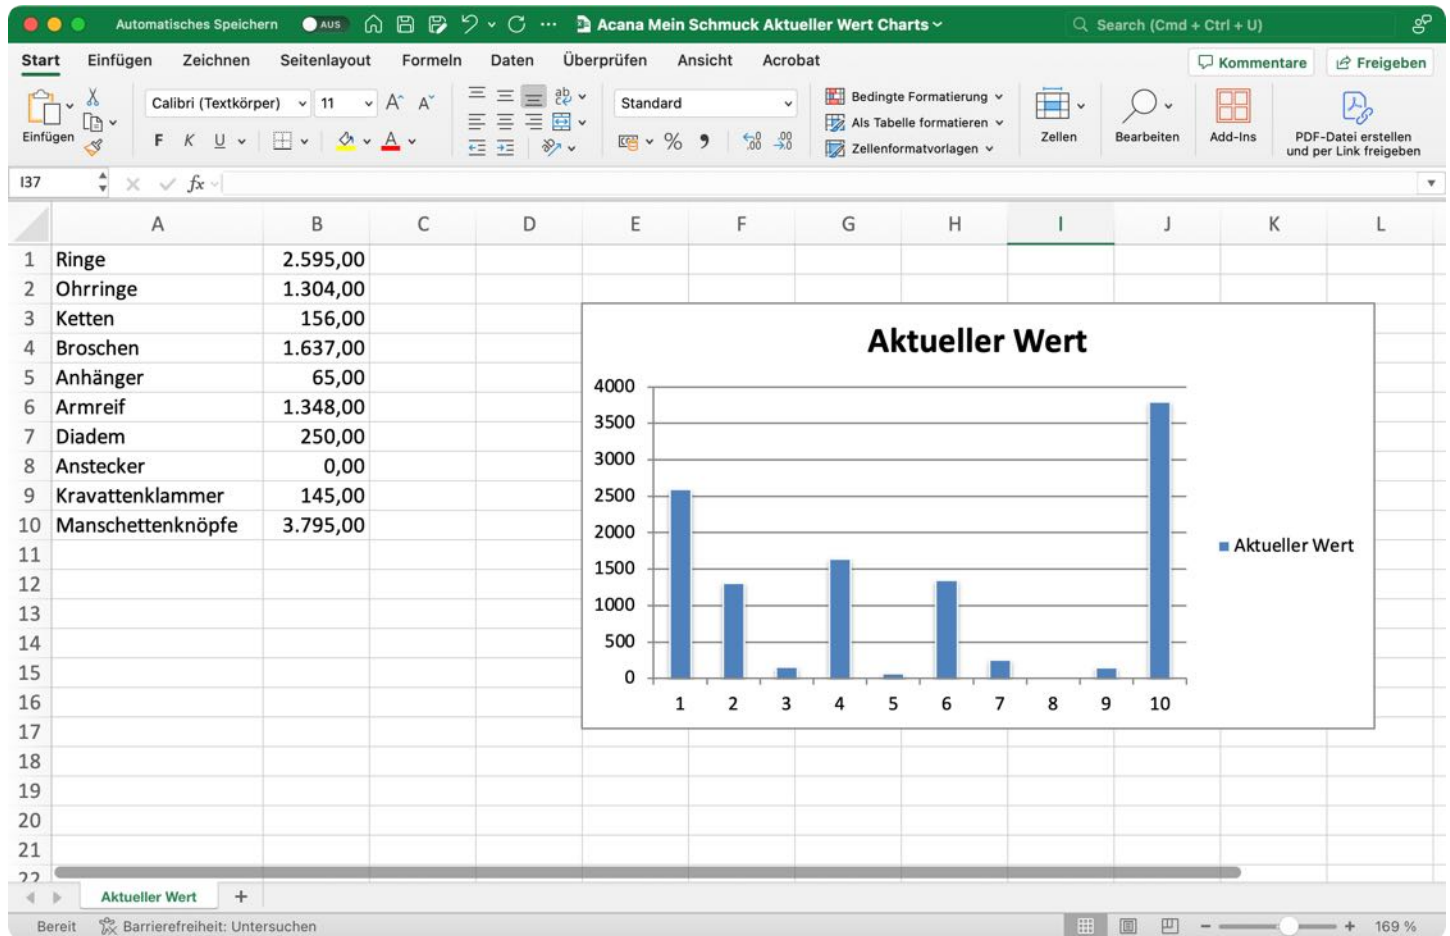 Automatisches Speichern AUS ··· Acana Mein Schmuck Aktueller Wert Charts Search (Cmd + Ctrl + U)
Start Einfügen Zeichnen Seitenlayout Formeln Daten Überprüfen Ansicht Acrobat Kommentare Freigeben
Einfügen
Calibri (Textkörper) 11 A A ab Standard
F K U A % 9
Bedingte Formatierung
Als Tabelle formatieren
Zellenformatvorlagen
Zellen
Bearbeiten
Add-Ins
PDF-Datei erstellen
und per Link freigeben
I37 fx
A B C D E F G H I J K L
1 Ringe 2.595,00
2 Ohrringe 1.304,00
3 Ketten 156,00
4 Broschen 1.637,00
5 Anhänger 65,00
6 Armreif 1.348,00
7 Diadem 250,00
8 Anstecker 0,00
9 Kravattenklammer 145,00
10 Manschettenknöpfe 3.795,00
11
12
13
14
15
16
17
18
19
20
21
22
Aktueller Wert
4000
3500
3000
2500
2000
1500
1000
500
0
1 2 3 4 5 6 7 8 9 10
Aktueller Wert
Aktueller Wert +
Bereit Barrierefreiheit: Untersuchen - + 169 %